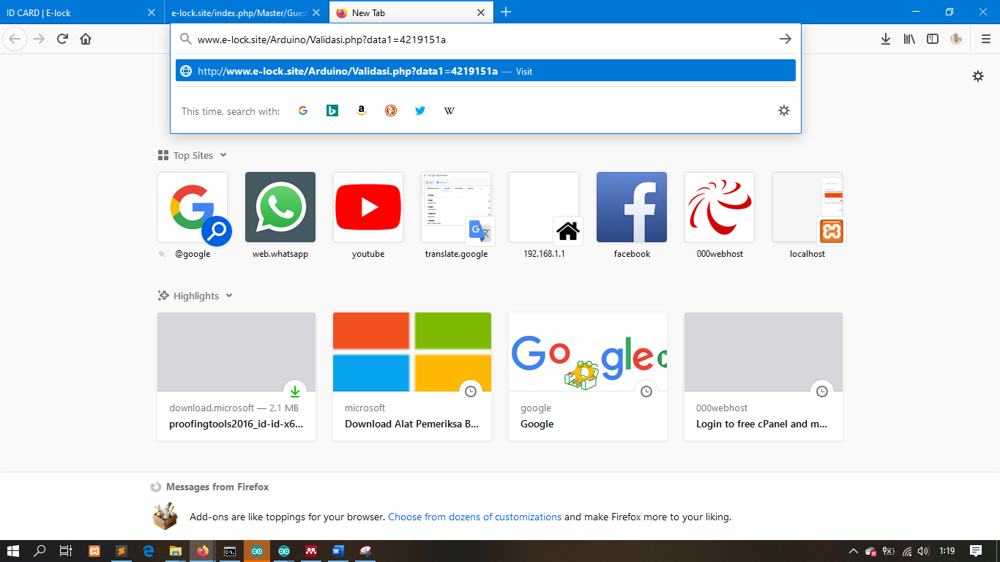 ID CARD | E-lock
e-lock.site/index.php/Master/Gues
New Tab
www.e-lock.site/Arduino/Validasi.php?data1=4219151a
http://www.e-lock.site/Arduino/Validasi.php?data1=4219151a — Visit
This time, search with:
Top Sites
@google
web.whatsapp
youtube
translate.google
192.168.1.1
facebook
000webhost
localhost
Highlights
download.microsoft — 2.1 MB
proofingtools2016_id-id-x6...
microsoft
Download Alat Pemeriksa B...
google
Google
000webhost
Login to free cPanel and m...
Messages from Firefox
Add-ons are like toppings for your browser. Choose from dozens of customizations and make Firefox more to your liking.
1:19